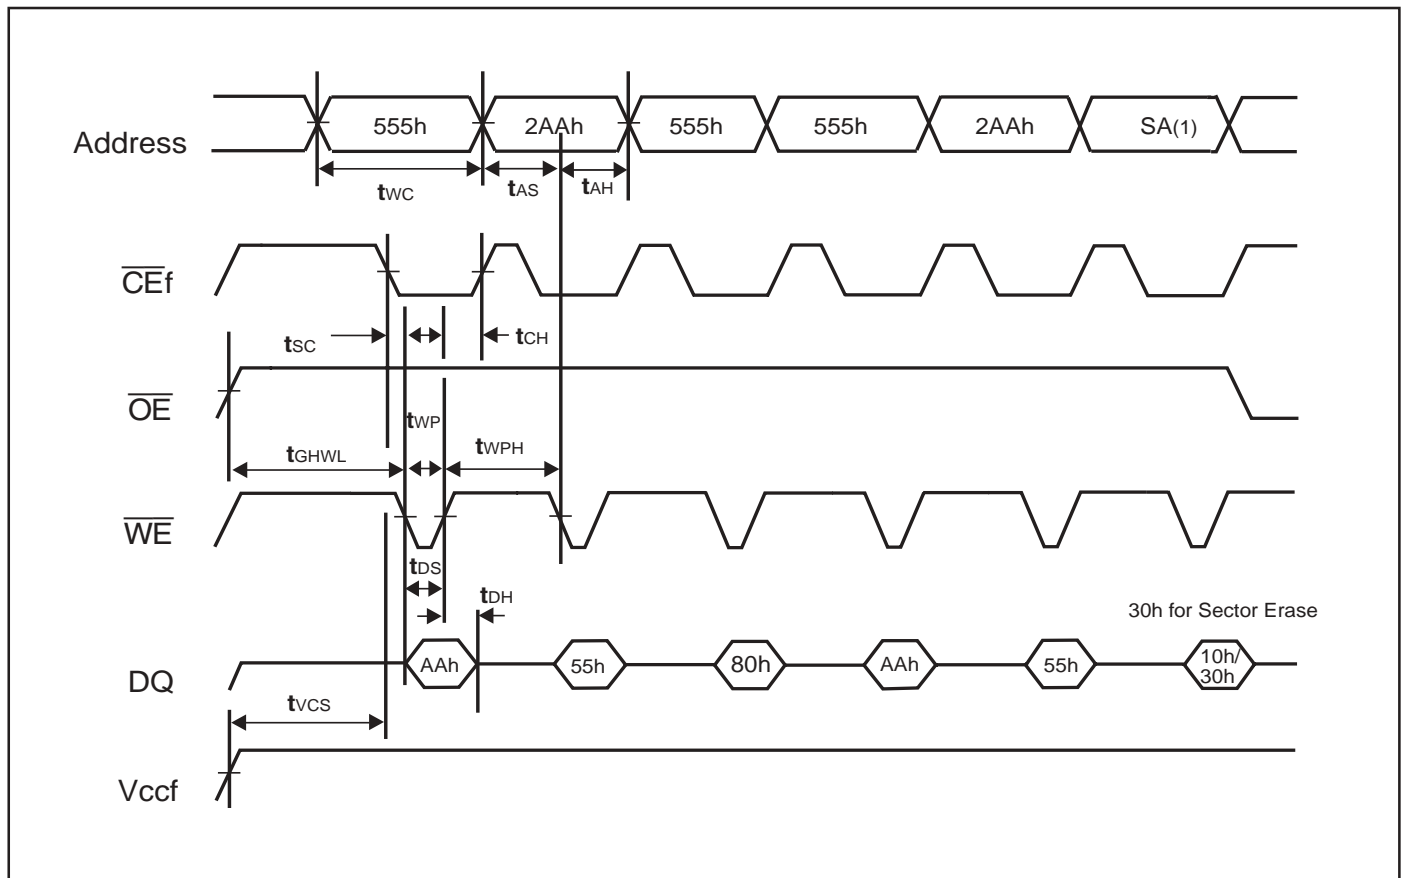 Address
555h
2AAh
555h
555h
2AAh
SA(1)
tWC
tAS
tAH
CEf
tSC
tCH
OE
tWP
tGHWL
tWPH
WE
tDS
tDH
30h for Sector Erase
DQ
AAh
55h
80h
AAh
55h
10h/
30h
tVCS
Vccf